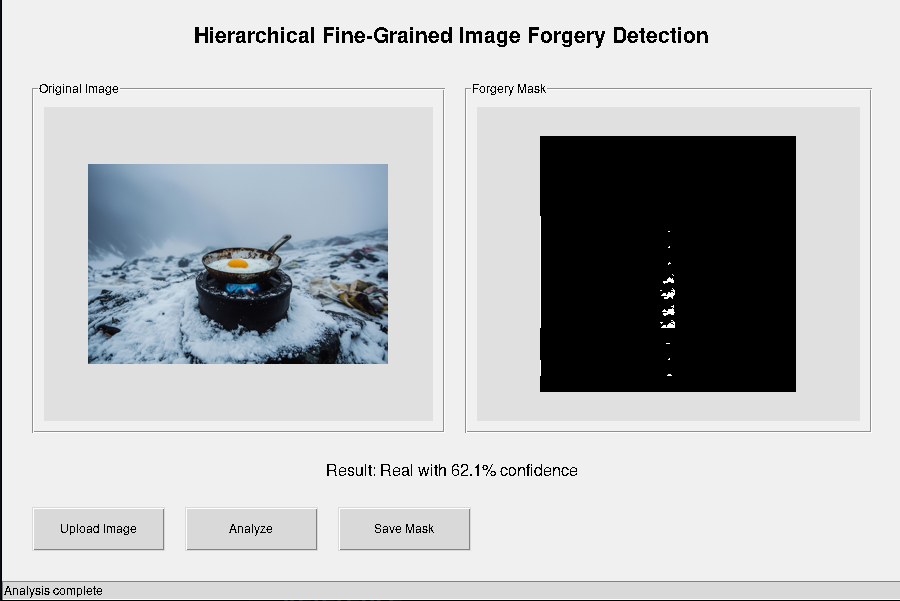 Hierarchical Fine-Grained Image Forgery Detection
Original Image
Forgery Mask
Result: Real with 62.1% confidence
Upload Image
Analyze
Save Mask
Analysis complete